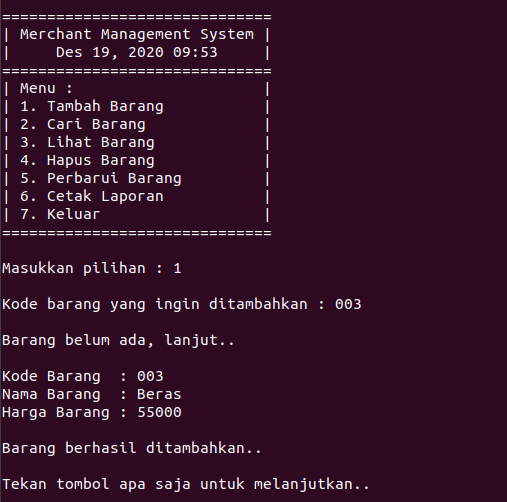 ==============================
| Merchant Management System |
|     Des 19, 2020 09:53     |
==============================
| Menu :                     |
| 1. Tambah Barang           |
| 2. Cari Barang             |
| 3. Lihat Barang            |
| 4. Hapus Barang            |
| 5. Perbarui Barang         |
| 6. Cetak Laporan           |
| 7. Keluar                  |
==============================
Masukkan pilihan : 1
Kode barang yang ingin ditambahkan : 003
Barang belum ada, lanjut..
Kode Barang  : 003
Nama Barang  : Beras
Harga Barang : 55000
Barang berhasil ditambahkan..
Tekan tombol apa saja untuk melanjutkan..